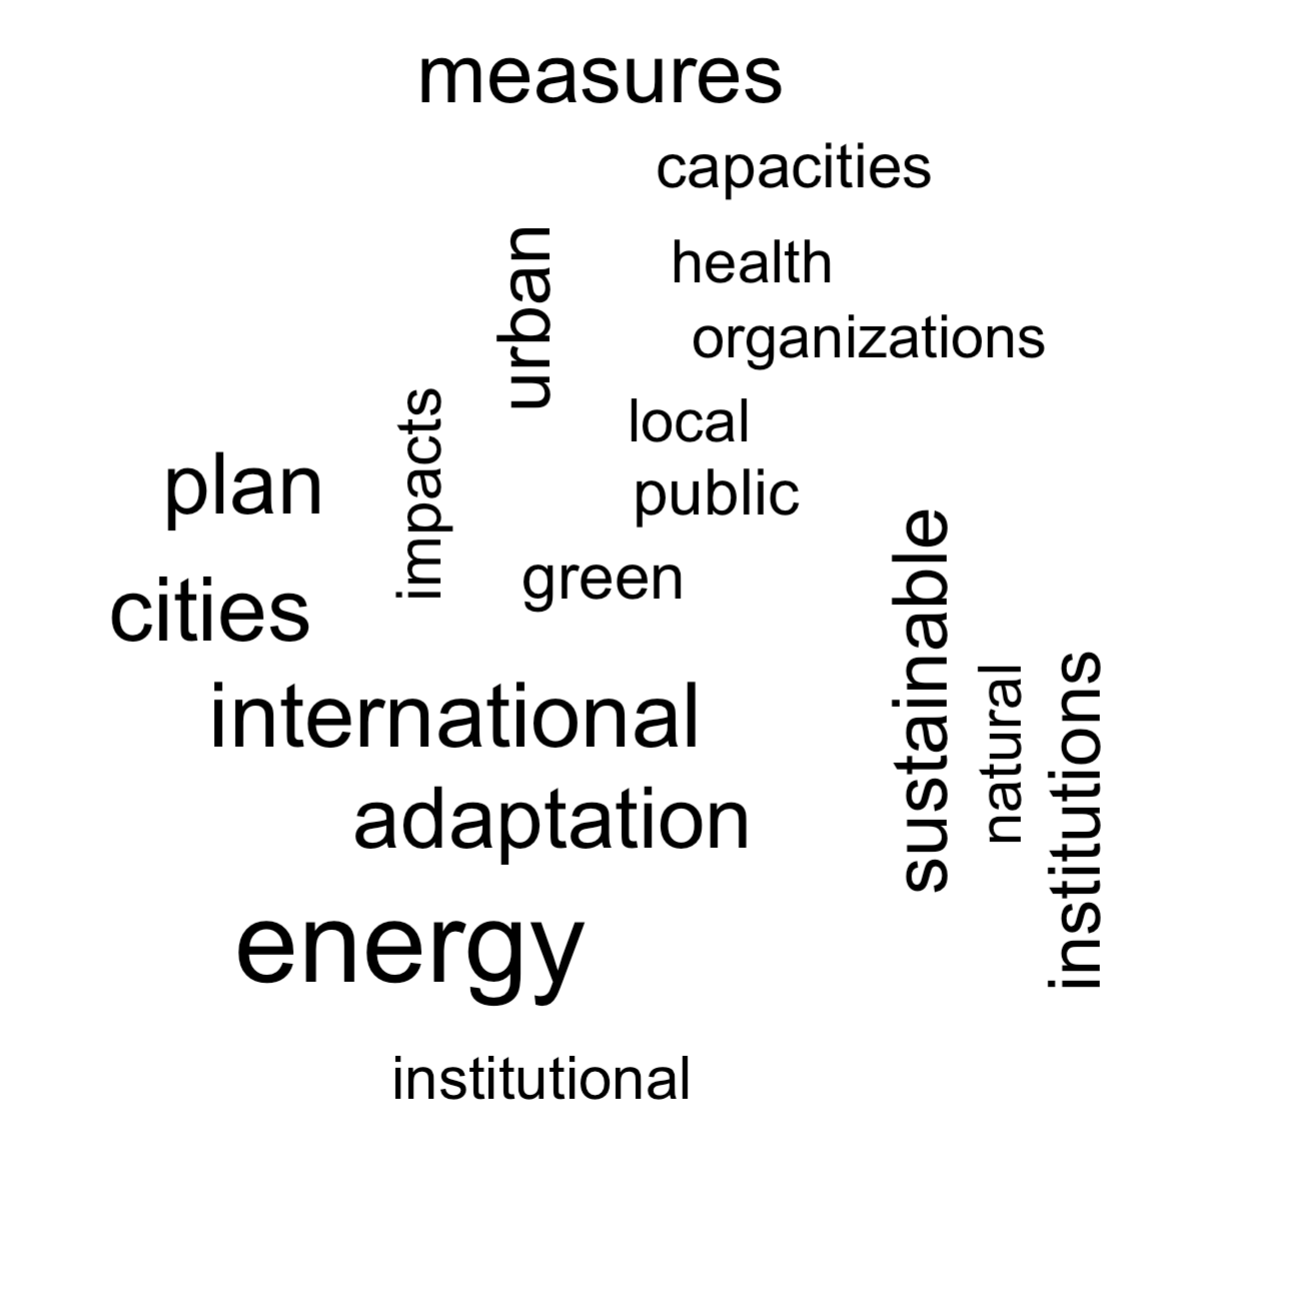 measures
capacities
urban
health
organizations
impacts
local
plan
public
sustainable
green
cities
international
natural
institutions
adaptation
energy
institutional